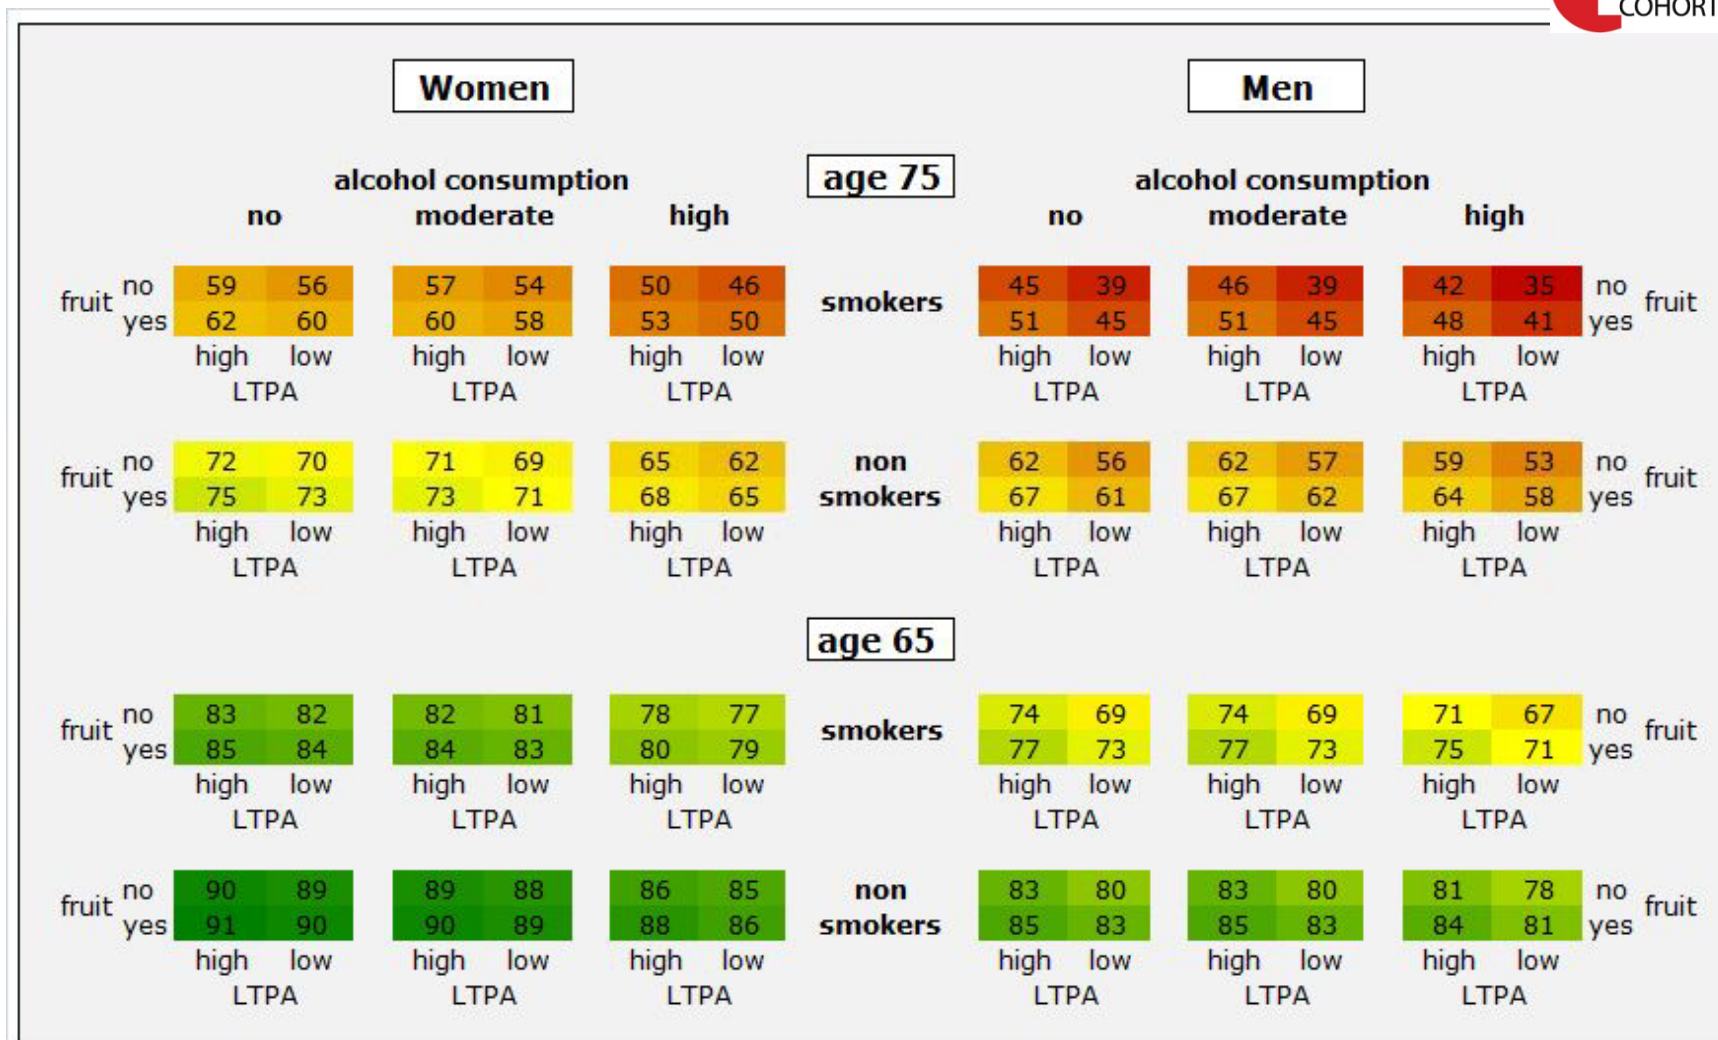 COHORT
Women Men
age 75
alcohol consumption alcohol consumption
no moderate high no moderate high
no 59 56 57 54 50 46 45 39 46 39 42 35 no
fruit smokers fruit
yes 62 60 60 58 53 50 51 45 51 45 48 41 yes
high low high low high low high low high low high low
LTPA LTPA LTPA LTPA LTPA LTPA
no 72 70 71 69 65 62 non 62 56 62 57 59 53 no
fruit fruit
yes 75 73 73 71 68 65 smokers 67 61 67 62 64 58 yes
high low high low high low high low high low high low
LTPA LTPA LTPA LTPA LTPA LTPA
age 65
no 83 82 82 81 78 77 74 69 74 69 71 67 no
fruit smokers fruit
yes 85 84 84 83 80 79 77 73 77 73 75 71 yes
high low high low high low high low high low high low
LTPA LTPA LTPA LTPA LTPA LTPA
no 90 89 89 88 86 85 non 83 80 83 80 81 78 no
fruit fruit
yes 91 90 90 89 88 86 smokers 85 83 85 83 84 81 yes
high low high low high low high low high low high low
LTPA LTPA LTPA LTPA LTPA LTPA